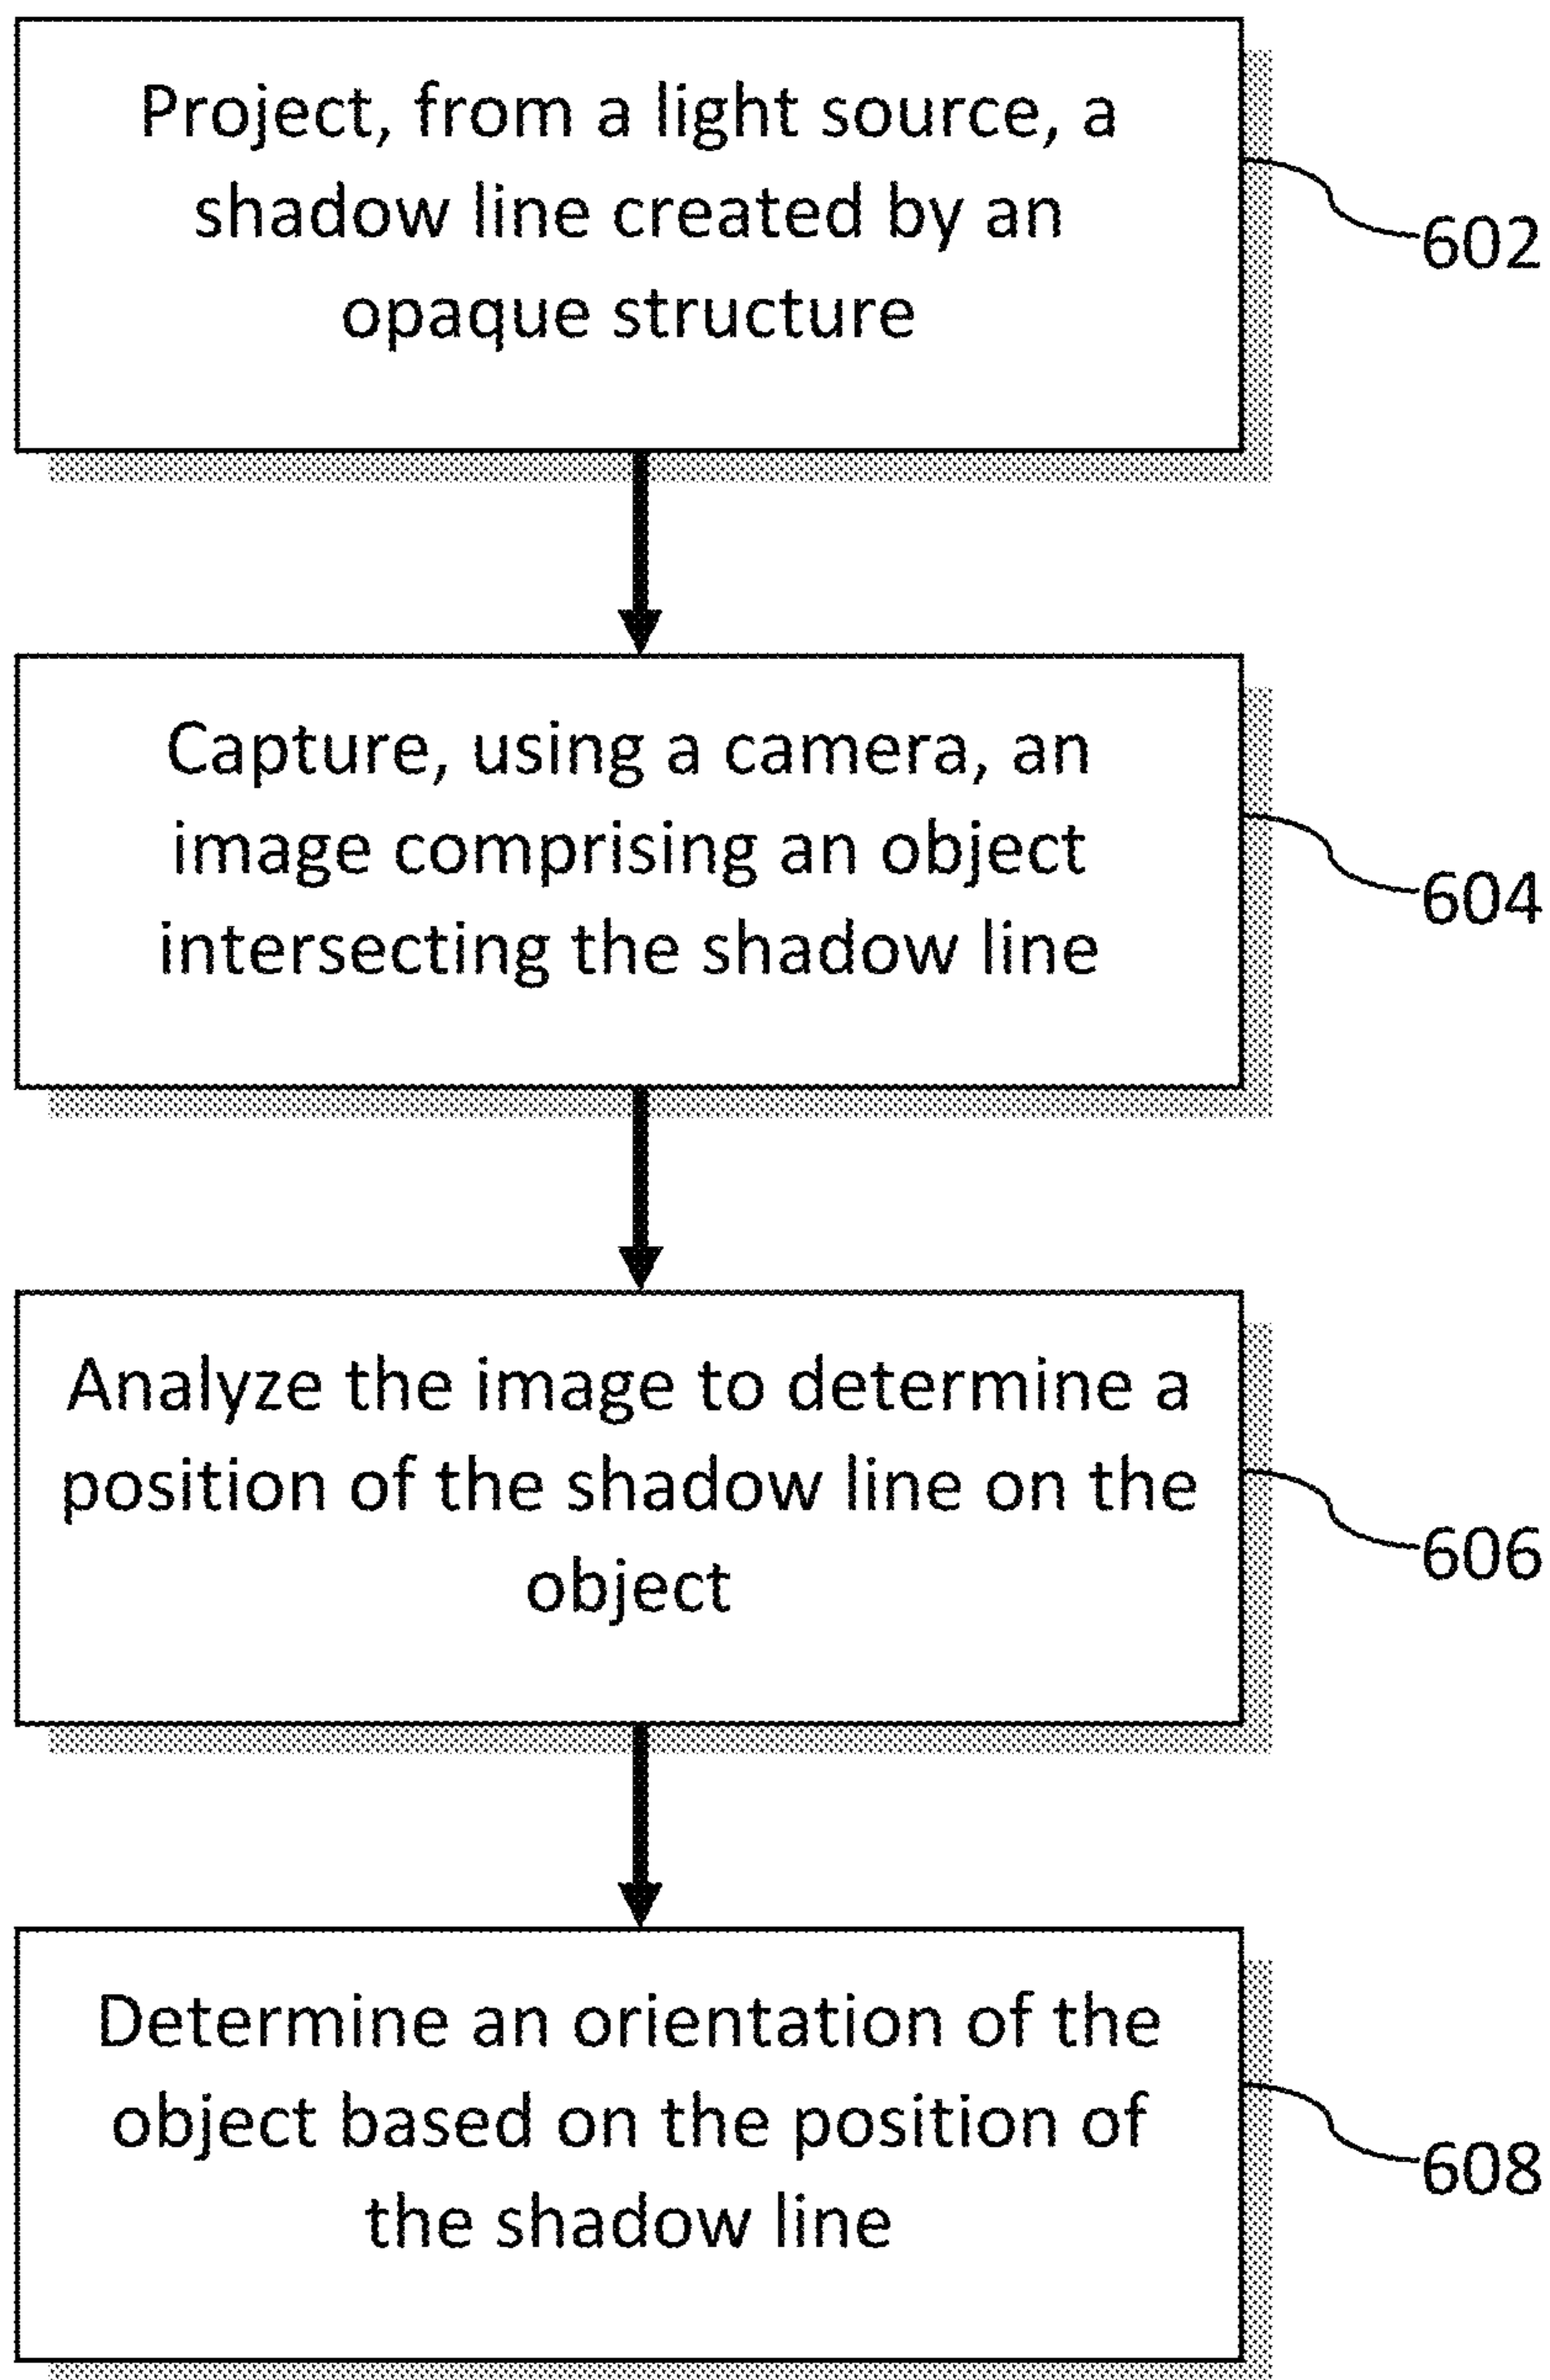 Project, from a light source, a
shadow line created by an
opaque structure
602
Capture, using a camera, an
image comprising an object
intersecting the shadow line
604
Analyze the image to determine a
position of the shadow line on the
object
606
Determine an orientation of the
object based on the position of
the shadow line
608